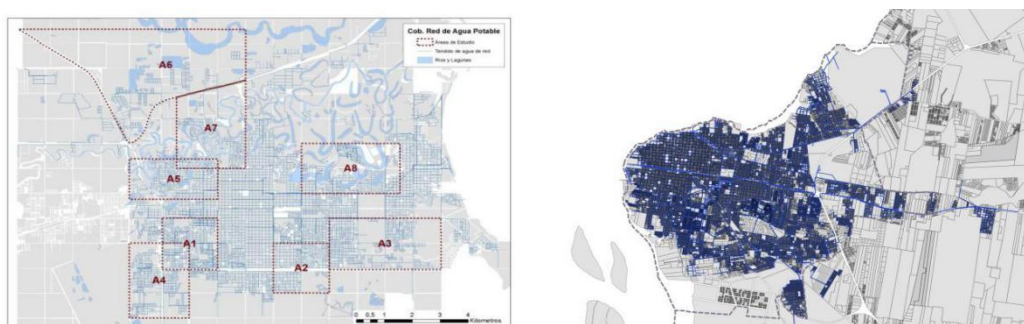 Cob. Red de Agua Potable
Áreas de Estudio
Tendido de agua de red
Ríos y Lagunas
A6
A7
A8
A5
A1
A3
A2
A4
0 0,5 1 2 3 4
Kilometros